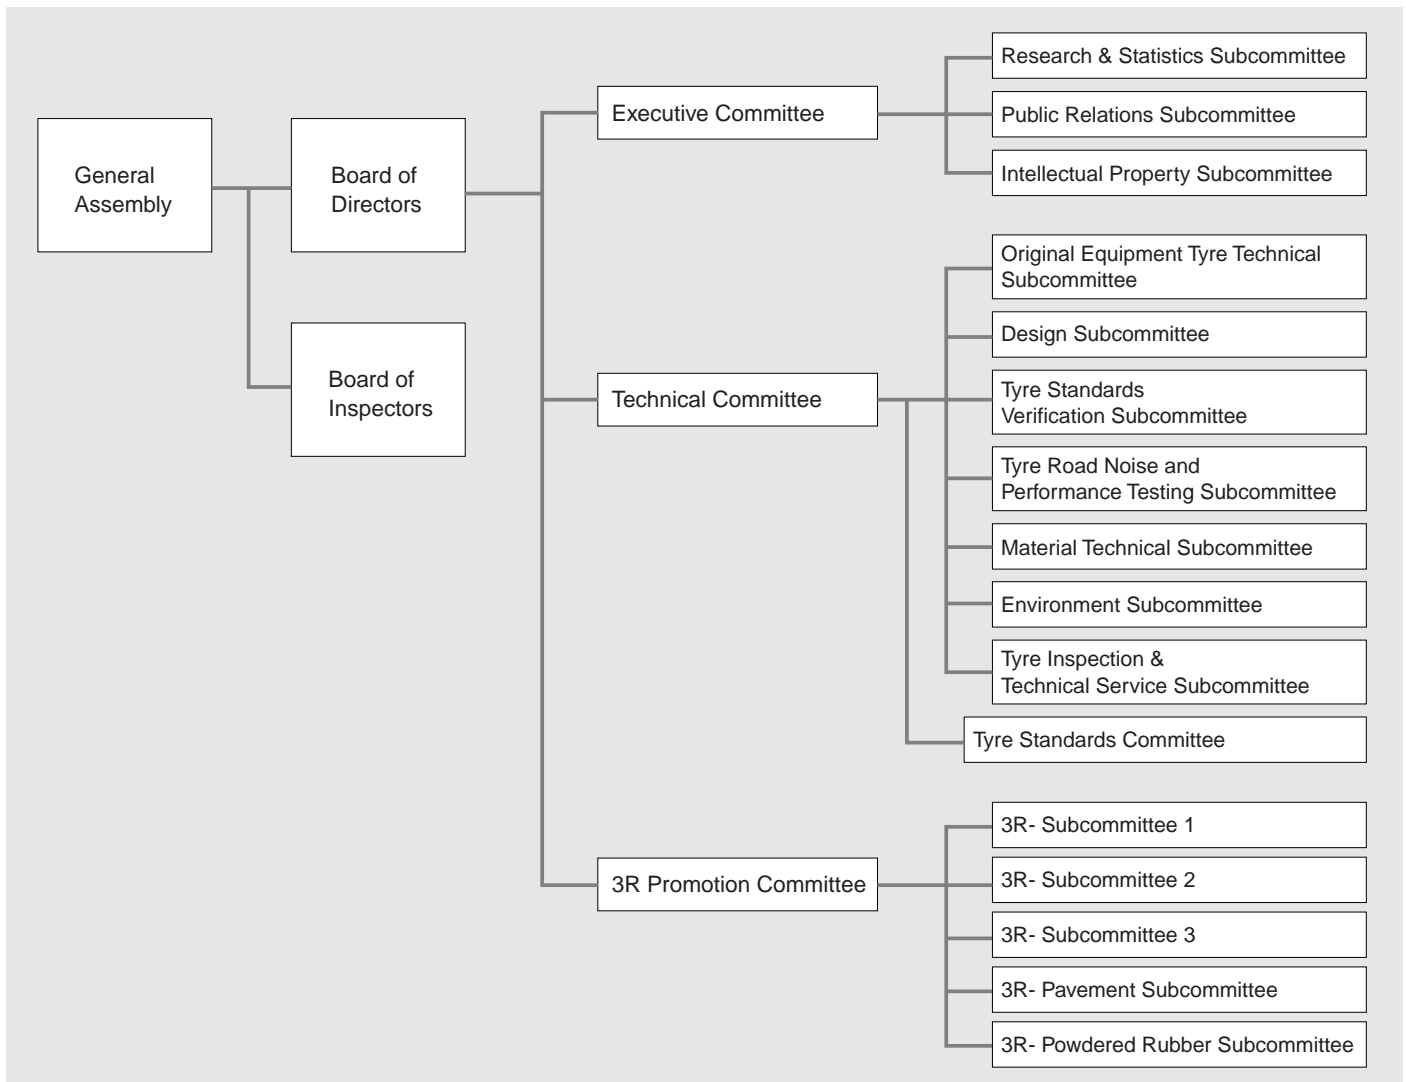 General
Assembly
Board of
Directors
Board of
Inspectors
Executive Committee
Research & Statistics Subcommittee
Public Relations Subcommittee
Intellectual Property Subcommittee
Technical Committee
Original Equipment Tyre Technical
Subcommittee
Design Subcommittee
Tyre Standards
Verification Subcommittee
Tyre Road Noise and
Performance Testing Subcommittee
Material Technical Subcommittee
Environment Subcommittee
Tyre Inspection &
Technical Service Subcommittee
Tyre Standards Committee
3R Promotion Committee
3R- Subcommittee 1
3R- Subcommittee 2
3R- Subcommittee 3
3R- Pavement Subcommittee
3R- Powdered Rubber Subcommittee